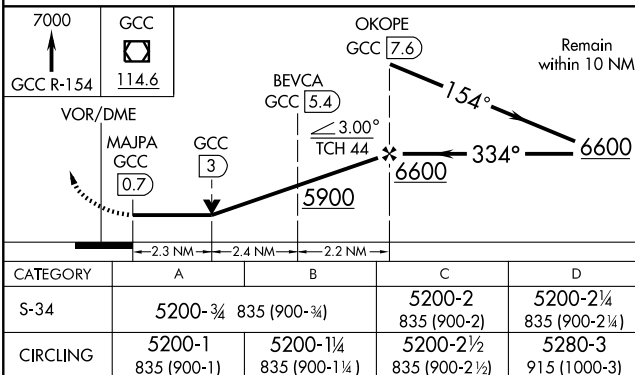 7000
GCC R-154
GCC
114.6
OKOPE
GCC 7.6
Remain
within 10 NM
BEVCA
GCC 5.4
154°
VOR/DME
MAJPA
GCC
0.7
GCC
3
3.00°
TCH 44
334°
6600
6600
5900
2.3 NM
2.4 NM
2.2 NM
CATEGORY A B C D
S-34 5200-¾ 835 (900-¾) 5200-2 835 (900-2) 5200-2¼ 835 (900-2¼)
CIRCLING 5200-1 835 (900-1) 5200-1¼ 835 (900-1¼) 5200-2½ 835 (900-2½) 5280-3 915 (1000-3)